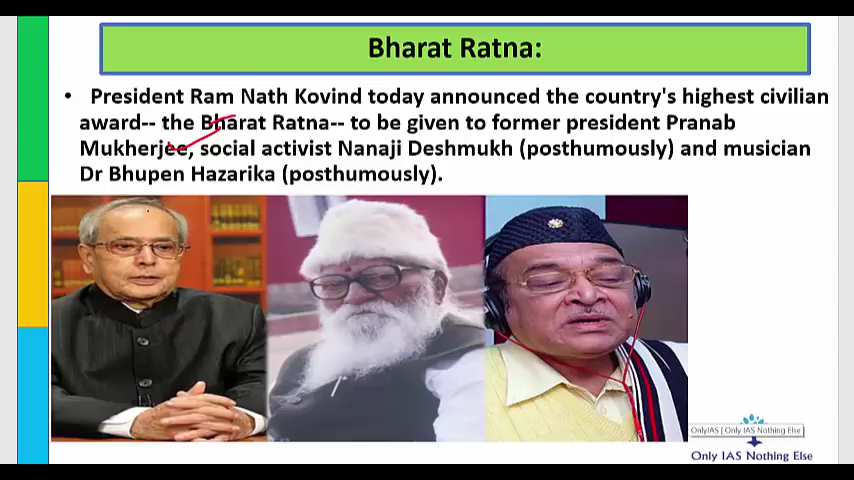 Bharat Ratna:
• President Ram Nath Kovind today announced the country's highest civilian
award-- the Bharat Ratna-- to be given to former president Pranab
Mukherjee, social activist Nanaji Deshmukh (posthumously) and musician
Dr Bhupen Hazarika (posthumously).
OnlyIAS | Only IAS Nothing Else
Only IAS Nothing Else